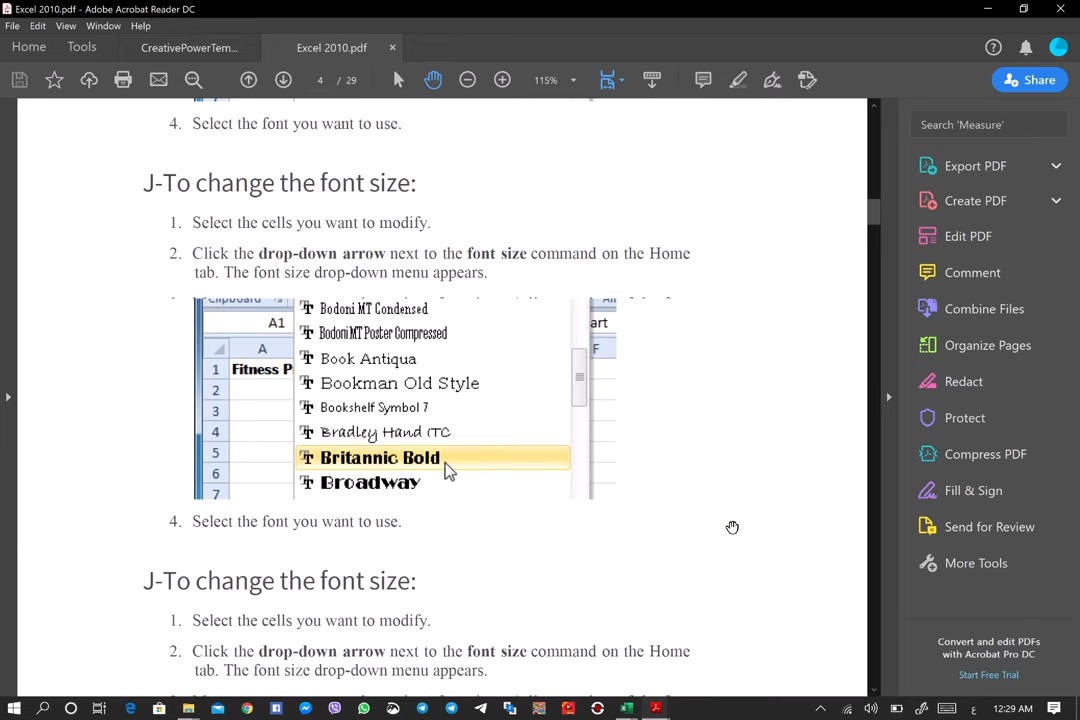 Excel 2010.pdf - Adobe Acrobat Reader DC
File Edit View Window Help
Home Tools CreativePowerTem... Excel 2010.pdf ×
4 / 29 115% Share
4. Select the font you want to use.
J-To change the font size:
1. Select the cells you want to modify.
2. Click the drop-down arrow next to the font size command on the Home
tab. The font size drop-down menu appears.
Bodoni MT Condensed
A1 Bodoni MT Poster Compressed art
A Book Antiqua F
1 Fitness P
2 Bookman Old Style
3 Bookshelf Symbol 7
4 Bradley Hand ITC
5 Britannic Bold
6
7 Broadway
4. Select the font you want to use.
J-To change the font size:
1. Select the cells you want to modify.
2. Click the drop-down arrow next to the font size command on the Home
tab. The font size drop-down menu appears.
Search 'Measure'
Export PDF
Create PDF
Edit PDF
Comment
Combine Files
Organize Pages
Redact
Protect
Compress PDF
Fill & Sign
Send for Review
More Tools
Convert and edit PDFs
with Acrobat Pro DC
Start Free Trial
ع 12:29 AM